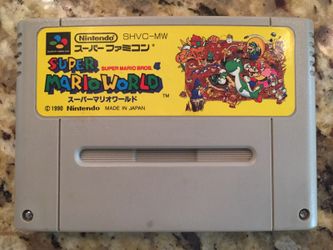 Nintendo SHVC-MW
スーパーファミコン
SUPER
SUPER MARIO BROS. 4
MARIO WORLD
TM
スーパーマリオワールド
©1990 Nintendo MADE IN JAPAN